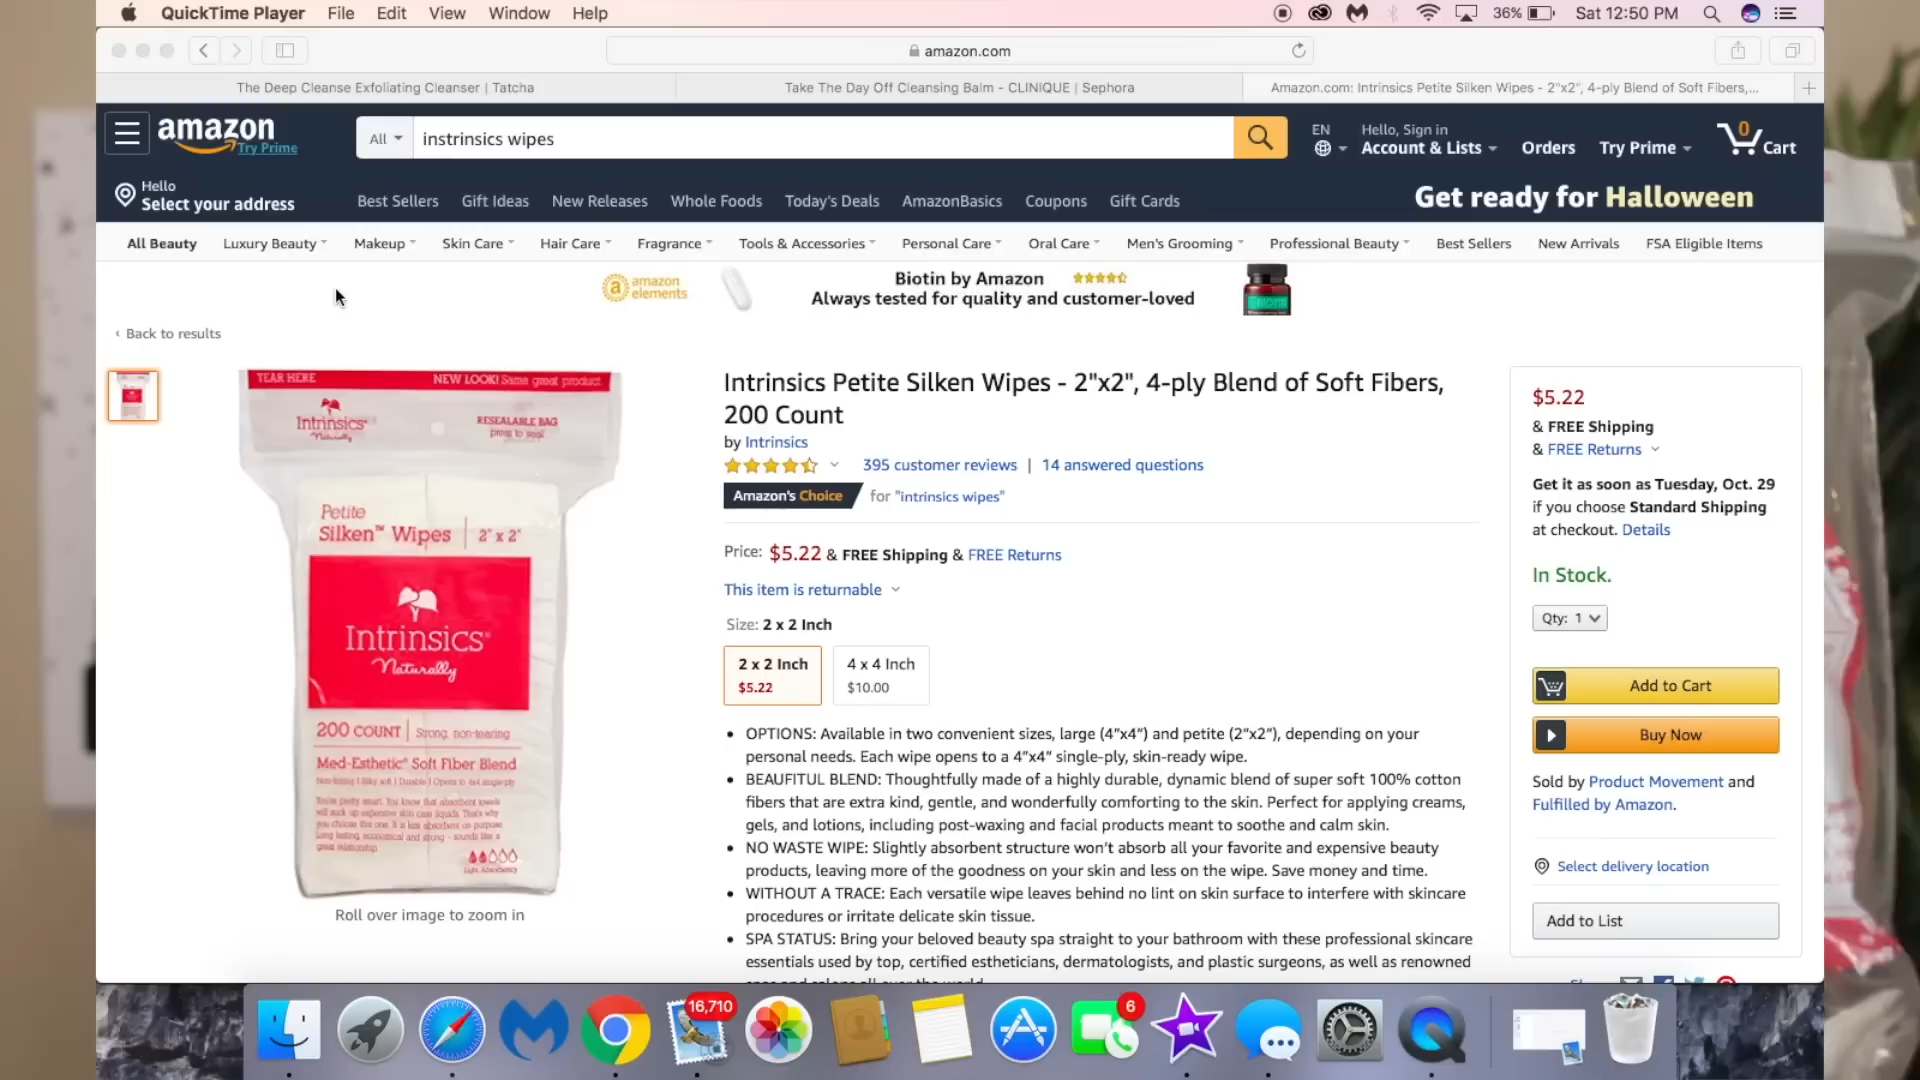 QuickTime Player File Edit View Window Help 36% Sat 12:50 PM
amazon.com
The Deep Cleanse Exfoliating Cleanser | Tatcha
Take The Day Off Cleansing Balm - CLINIQUE | Sephora
Amazon.com: Intrinsics Petite Silken Wipes - 2"x2", 4-ply Blend of Soft Fibers,...
amazon
Try Prime
All
instrinsics wipes
EN
Hello, Sign in
Account & Lists
Orders
Try Prime
0
Cart
Hello
Select your address
Best Sellers Gift Ideas New Releases Whole Foods Today's Deals AmazonBasics Coupons Gift Cards
Get ready for Halloween
All Beauty Luxury Beauty Makeup Skin Care Hair Care Fragrance Tools & Accessories Personal Care Oral Care Men's Grooming Professional Beauty Best Sellers New Arrivals FSA Eligible Items
amazon
elements
Biotin by Amazon
Always tested for quality and customer-loved
BIOTIN
‹ Back to results
TEAR HERE
NEW LOOK! Same great product.
Intrinsics
Naturally
RESEALABLE BAG
press to seal
Petite
Silken™ Wipes 2" x 2"
Intrinsics®
Naturally
200 COUNT | Strong, non-tearing
Med-Esthetic® Soft Fiber Blend
Light Absorbency
Roll over image to zoom in
Intrinsics Petite Silken Wipes - 2"x2", 4-ply Blend of Soft Fibers,
200 Count
by Intrinsics
395 customer reviews | 14 answered questions
Amazon's Choice for "intrinsics wipes"
Price: $5.22 & FREE Shipping & FREE Returns
This item is returnable
Size: 2 x 2 Inch
2 x 2 Inch
$5.22
4 x 4 Inch
$10.00
• OPTIONS: Available in two convenient sizes, large (4”x4”) and petite (2”x2”), depending on your
personal needs. Each wipe opens to a 4”x4” single-ply, skin-ready wipe.
• BEAUFITUL BLEND: Thoughtfully made of a highly durable, dynamic blend of super soft 100% cotton
fibers that are extra kind, gentle, and wonderfully comforting to the skin. Perfect for applying creams,
gels, and lotions, including post-waxing and facial products meant to soothe and calm skin.
• NO WASTE WIPE: Slightly absorbent structure won’t absorb all your favorite and expensive beauty
products, leaving more of the goodness on your skin and less on the wipe. Save money and time.
• WITHOUT A TRACE: Each versatile wipe leaves behind no lint on skin surface to interfere with skincare
procedures or irritate delicate skin tissue.
• SPA STATUS: Bring your beloved beauty spa straight to your bathroom with these professional skincare
essentials used by top, certified estheticians, dermatologists, and plastic surgeons, as well as renowned
$5.22
& FREE Shipping
& FREE Returns
Get it as soon as Tuesday, Oct. 29
if you choose Standard Shipping
at checkout. Details
In Stock.
Qty: 1
Add to Cart
Buy Now
Sold by Product Movement and
Fulfilled by Amazon.
Select delivery location
Add to List
16,710
6